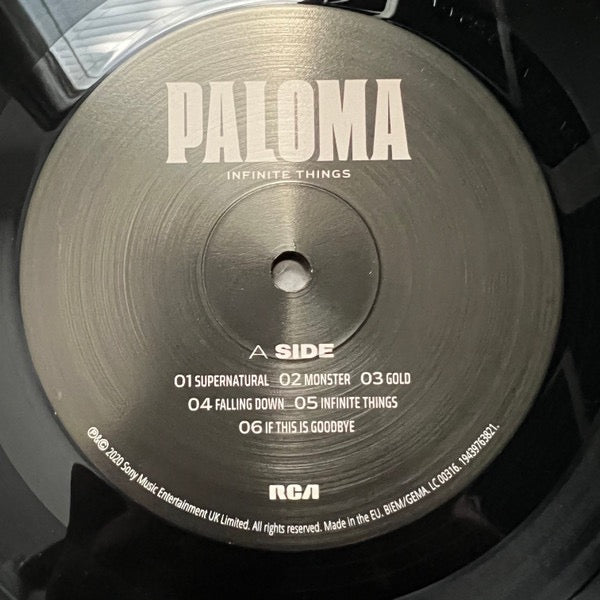 PALOMA
INFINITE THINGS
A SIDE
01 SUPERNATURAL 02 MONSTER 03 GOLD
04 FALLING DOWN 05 INFINITE THINGS
06 IF THIS IS GOODBYE
RCA
℗&© 2020 Sony Music Entertainment UK Limited. All rights reserved. Made in the EU. BIEM/GEMA. LC 00316. 19439763821.